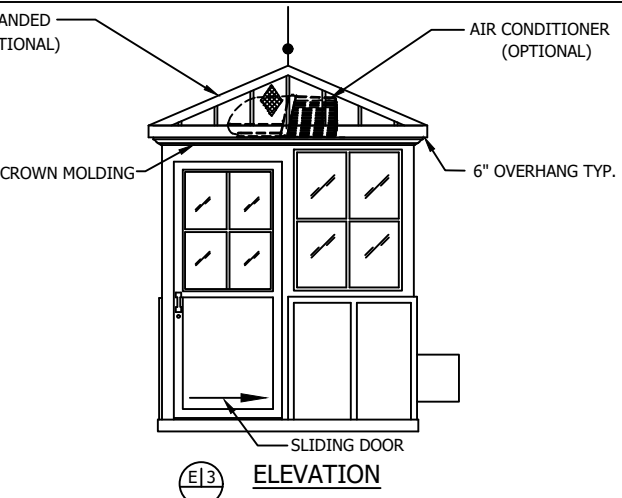 ANDED
TIONAL)
AIR CONDITIONER
(OPTIONAL)
CROWN MOLDING
6" OVERHANG TYP.
SLIDING DOOR
E|3
ELEVATION